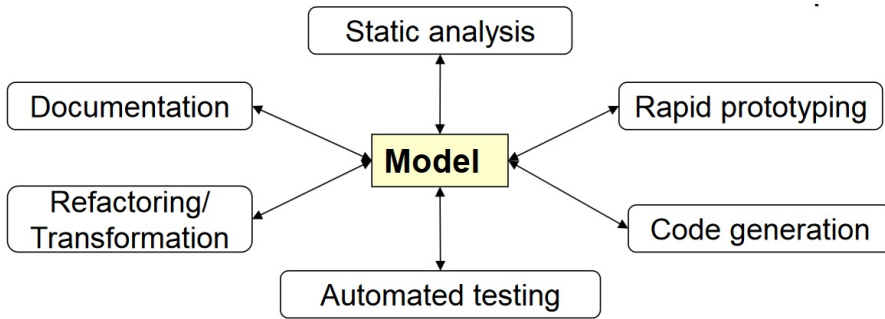 Static analysis
Documentation
Rapid prototyping
Model
Refactoring/
Transformation
Code generation
Automated testing